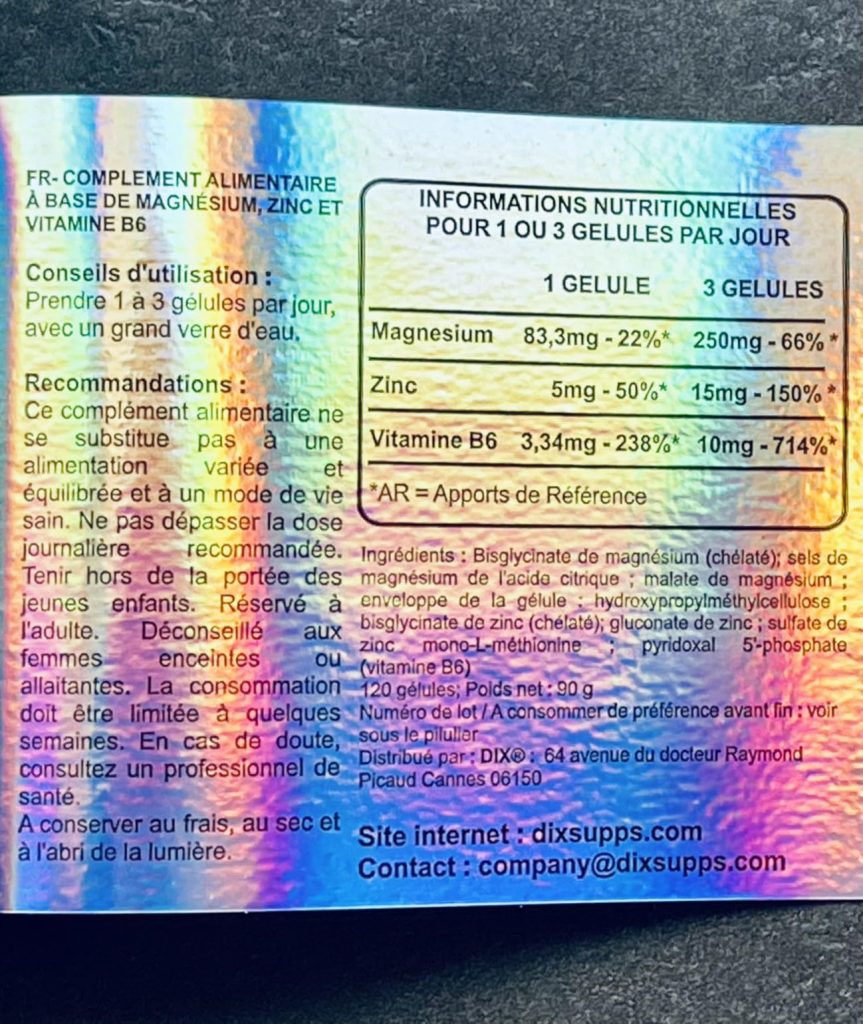 FR- COMPLEMENT ALIMENTAIRE
À BASE DE MAGNÉSIUM, ZINC ET
VITAMINE B6
Conseils d'utilisation :
Prendre 1 à 3 gélules par jour,
avec un grand verre d'eau.
Recommandations :
Ce complément alimentaire ne
se substitue pas à une
alimentation variée et
équilibrée et à un mode de vie
sain. Ne pas dépasser la dose
journalière recommandée.
Tenir hors de la portée des
jeunes enfants. Réservé à
l'adulte. Déconseillé aux
femmes enceintes ou
allaitantes. La consommation
doit être limitée à quelques
semaines. En cas de doute,
consultez un professionnel de
santé.
A conserver au frais, au sec et
à l'abri de la lumière.
INFORMATIONS NUTRITIONNELLES
POUR 1 OU 3 GELULES PAR JOUR
1 GELULE 3 GELULES
Magnesium 83,3mg - 22%* 250mg - 66%*
Zinc 5mg - 50%* 15mg - 150%*
Vitamine B6 3,34mg - 238%* 10mg - 714%*
*AR = Apports de Référence
Ingrédients : Bisglycinate de magnésium (chélaté); sels de
magnésium de l'acide citrique ; malate de magnésium ;
enveloppe de la gélule : hydroxypropylméthylcellulose ;
bisglycinate de zinc (chélaté); gluconate de zinc ; sulfate de
zinc mono-L-méthionine ; pyridoxal 5'-phosphate
(vitamine B6)
120 gélules; Poids net : 90 g
Numéro de lot / A consommer de préférence avant fin : voir
sous le pilulier
Distribué par : DIX® : 64 avenue du docteur Raymond
Picaud Cannes 06150
Site internet : dixsupps.com
Contact : company@dixsupps.com